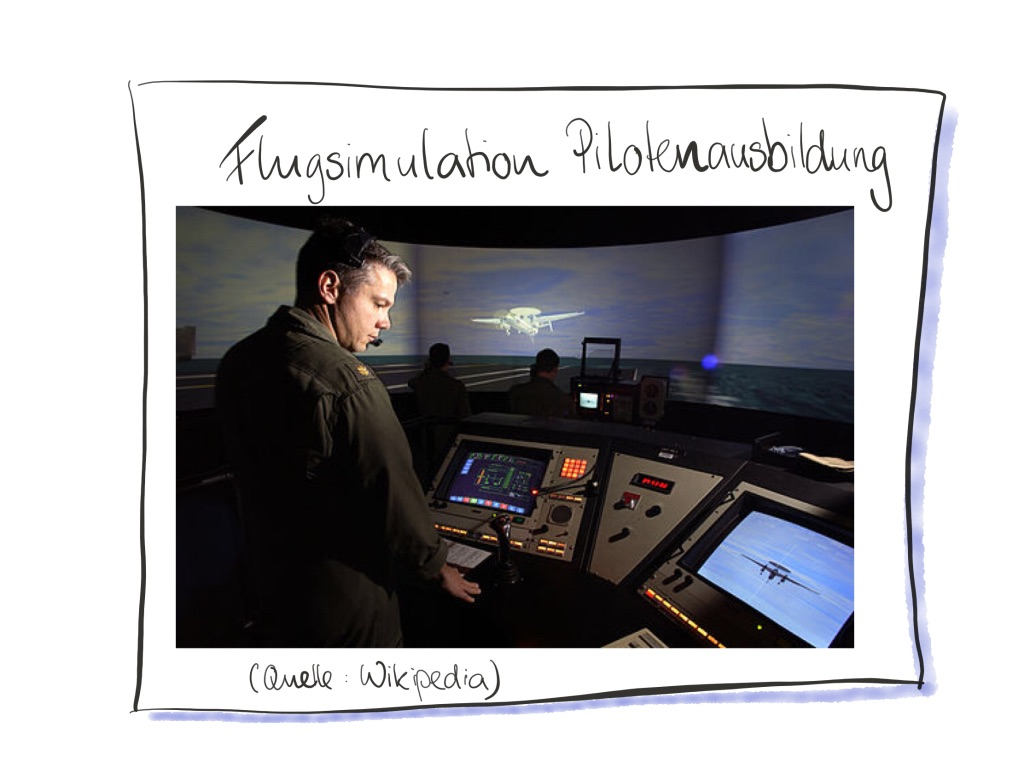 Flugsimulation Pilotenausbildung
(Quelle: Wikipedia)